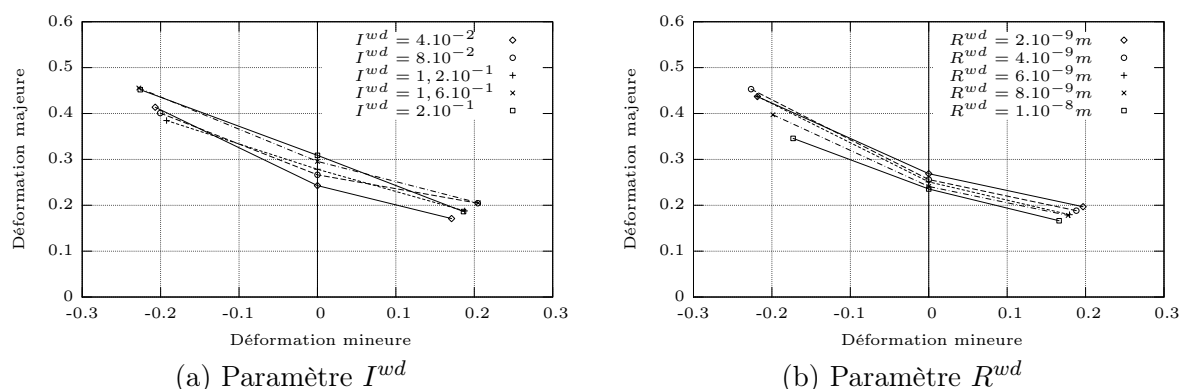 0.6
0.5
0.4
0.3
0.2
0.1
0
-0.3
-0.2
-0.1
0
0.1
0.2
0.3
Déformation majeure
Déformation mineure
I^{wd} = 4.10^{-2}
I^{wd} = 8.10^{-2}
I^{wd} = 1, 2.10^{-1}
I^{wd} = 1, 6.10^{-1}
I^{wd} = 2.10^{-1}
(a) Paramètre I^{wd}
0.6
0.5
0.4
0.3
0.2
0.1
0
-0.3
-0.2
-0.1
0
0.1
0.2
0.3
Déformation majeure
Déformation mineure
R^{wd} = 2.10^{-9}m
R^{wd} = 4.10^{-9}m
R^{wd} = 6.10^{-9}m
R^{wd} = 8.10^{-9}m
R^{wd} = 1.10^{-8}m
(b) Paramètre R^{wd}